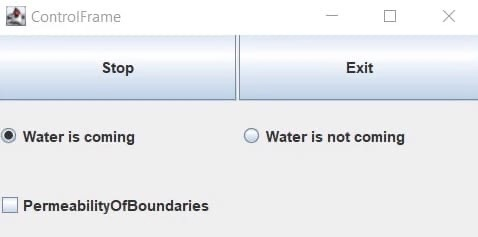 ControlFrame
Stop Exit
Water is coming Water is not coming
PermeabilityOfBoundaries